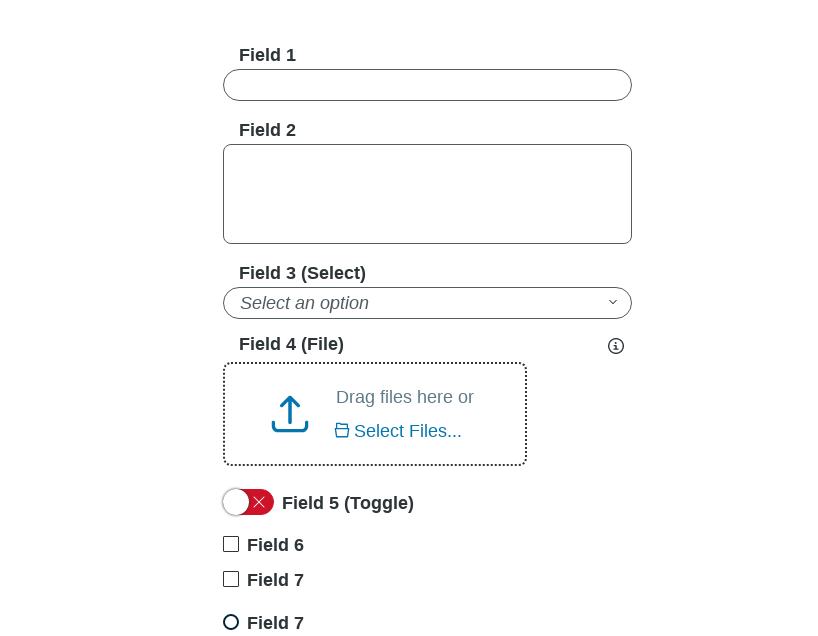 Field 1
Field 2
Field 3 (Select)
Select an option
Field 4 (File)
Drag files here or
Select Files...
Field 5 (Toggle)
Field 6
Field 7
Field 7